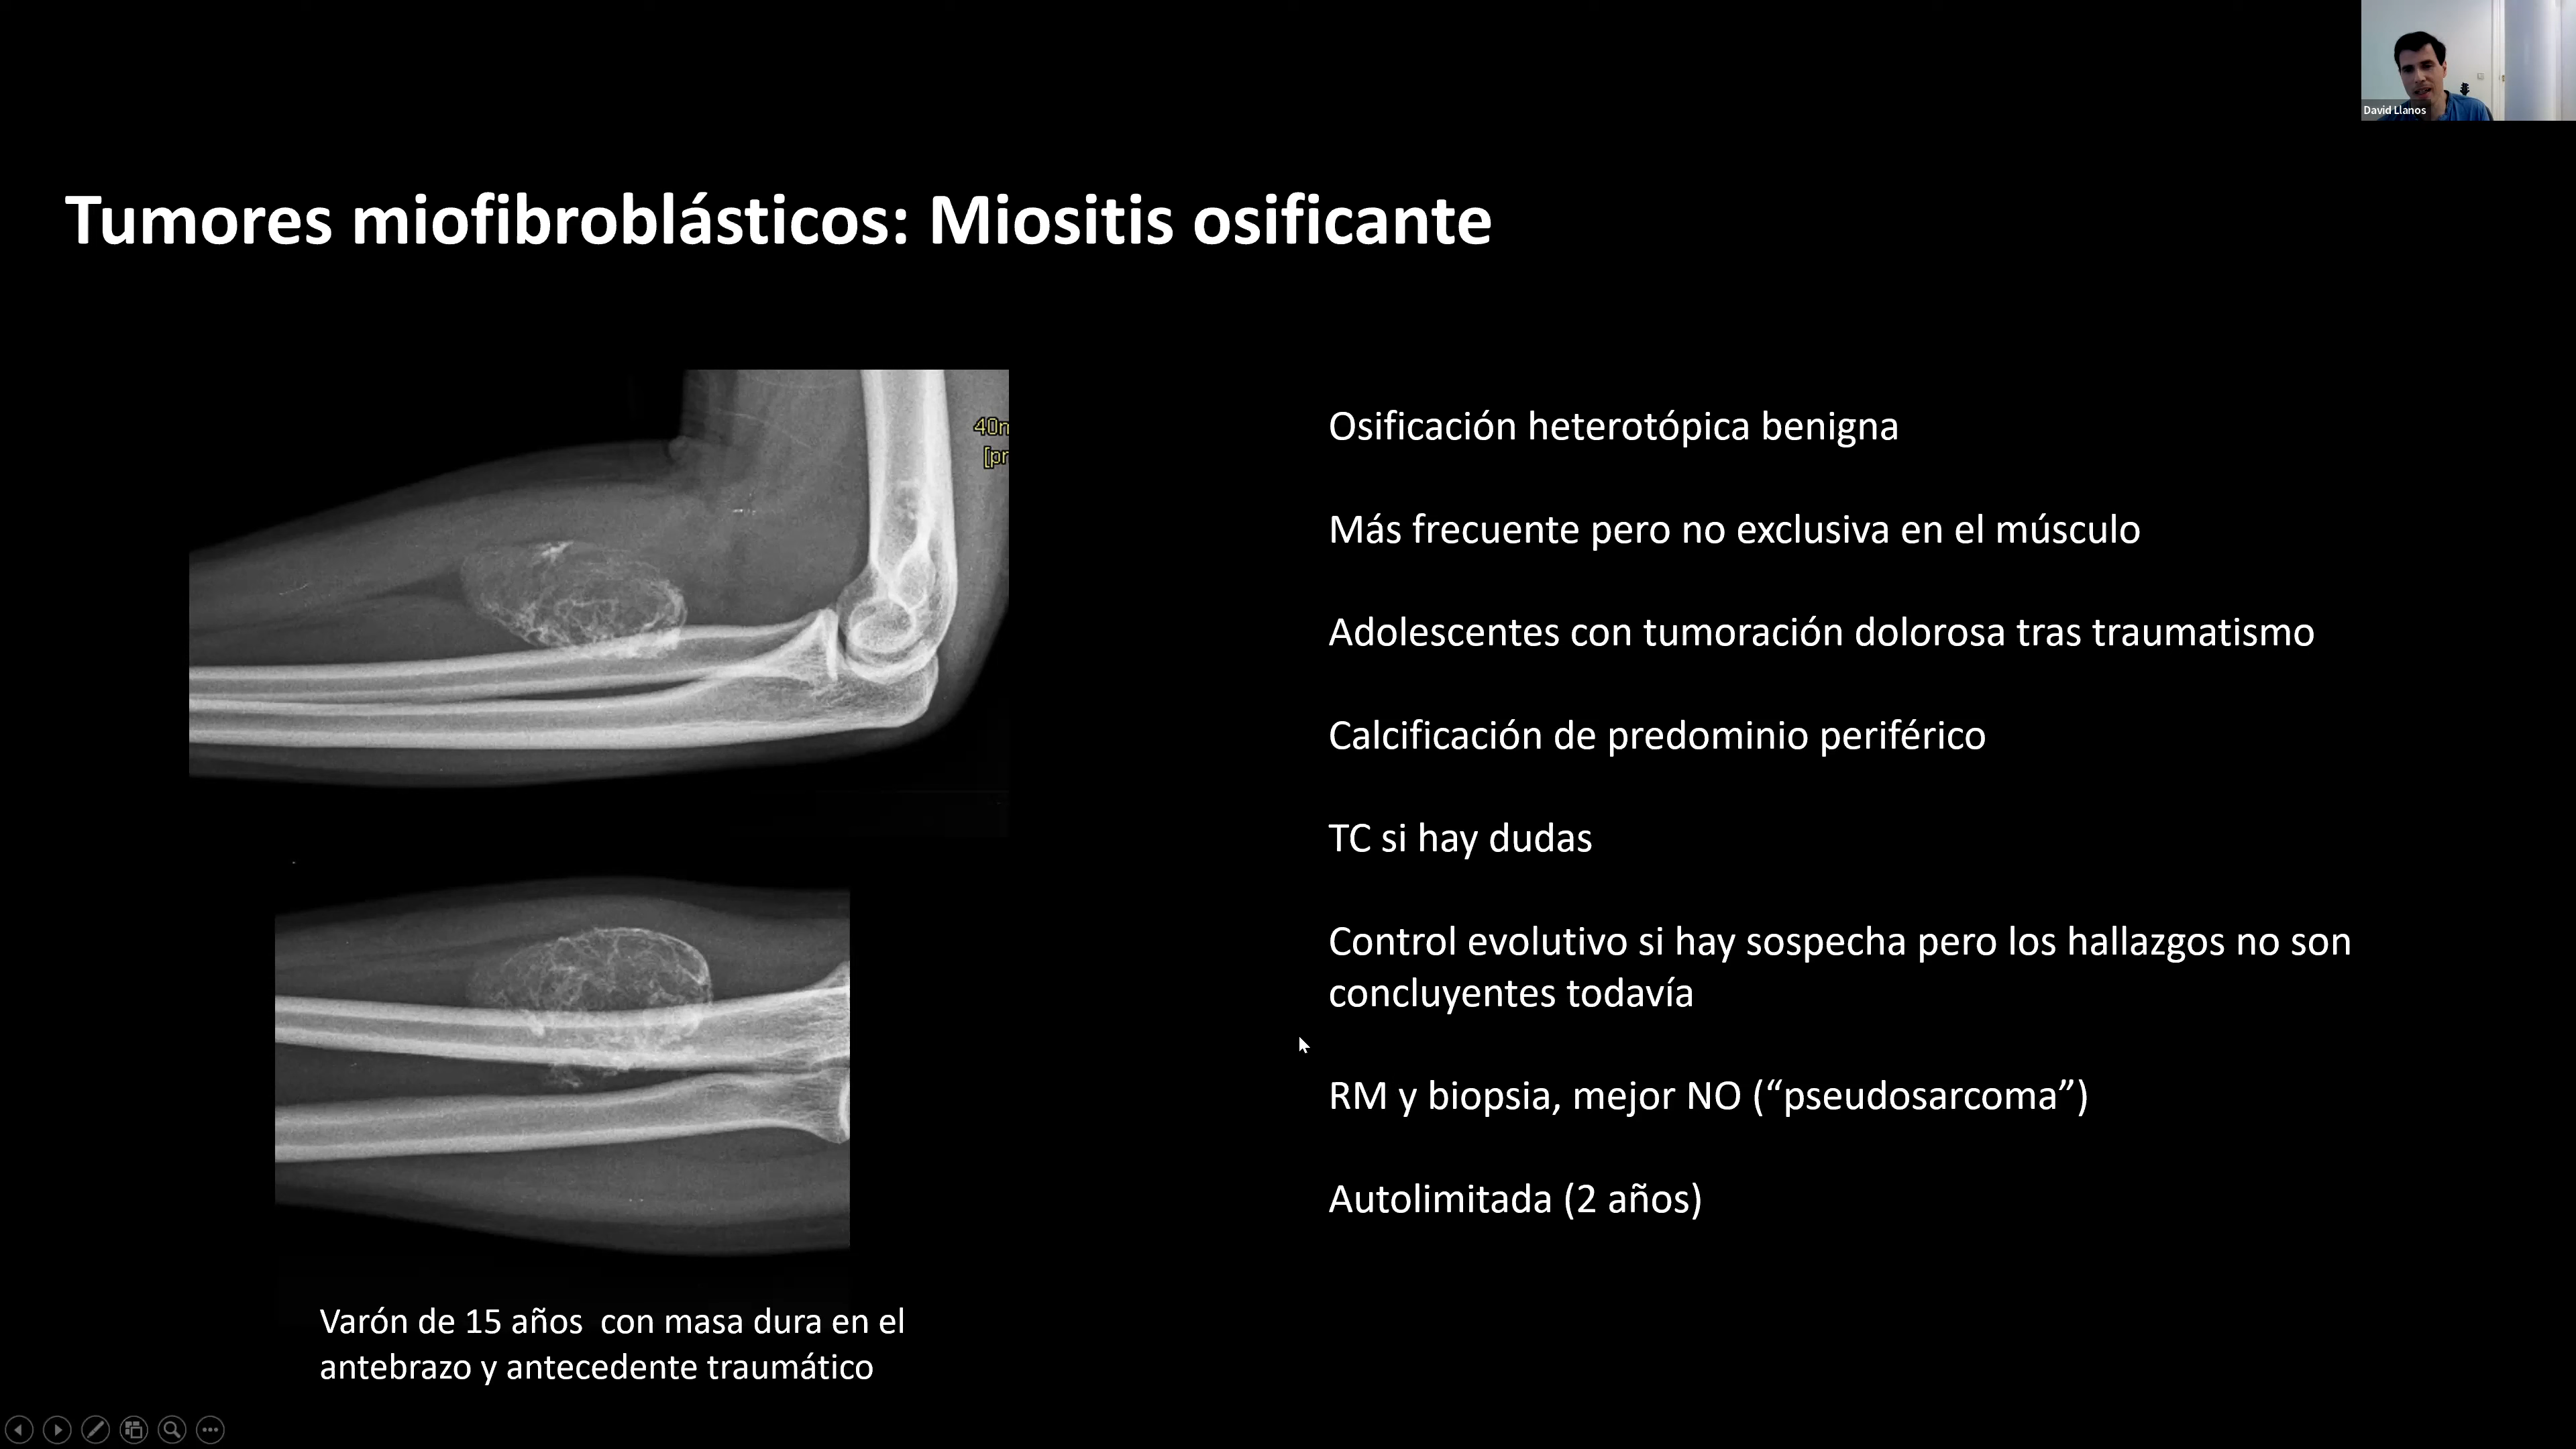 David Llanos
Tumores miofibroblásticos: Miositis osificante
40m
[pr
Osificación heterotópica benigna
Más frecuente pero no exclusiva en el músculo
Adolescentes con tumoración dolorosa tras traumatismo
Calcificación de predominio periférico
TC si hay dudas
Control evolutivo si hay sospecha pero los hallazgos no son
concluyentes todavía
RM y biopsia, mejor NO (“pseudosarcoma”)
Autolimitada (2 años)
Varón de 15 años  con masa dura en el
antebrazo y antecedente traumático